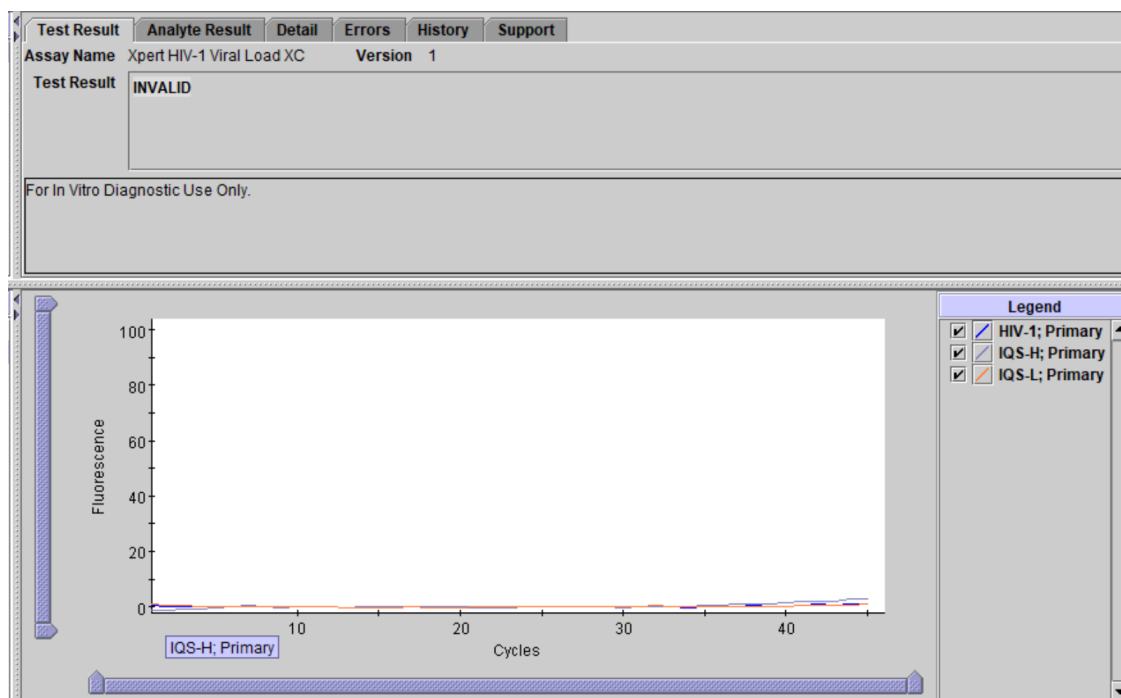 Test Result Analyte Result Detail Errors History Support
Assay Name Xpert HIV-1 Viral Load XC Version 1
Test Result INVALID
For In Vitro Diagnostic Use Only.
Legend
HIV-1; Primary
IQS-H; Primary
IQS-L; Primary
100
80
60
40
20
0
Fluorescence
10 20 30 40
IQS-H; Primary
Cycles